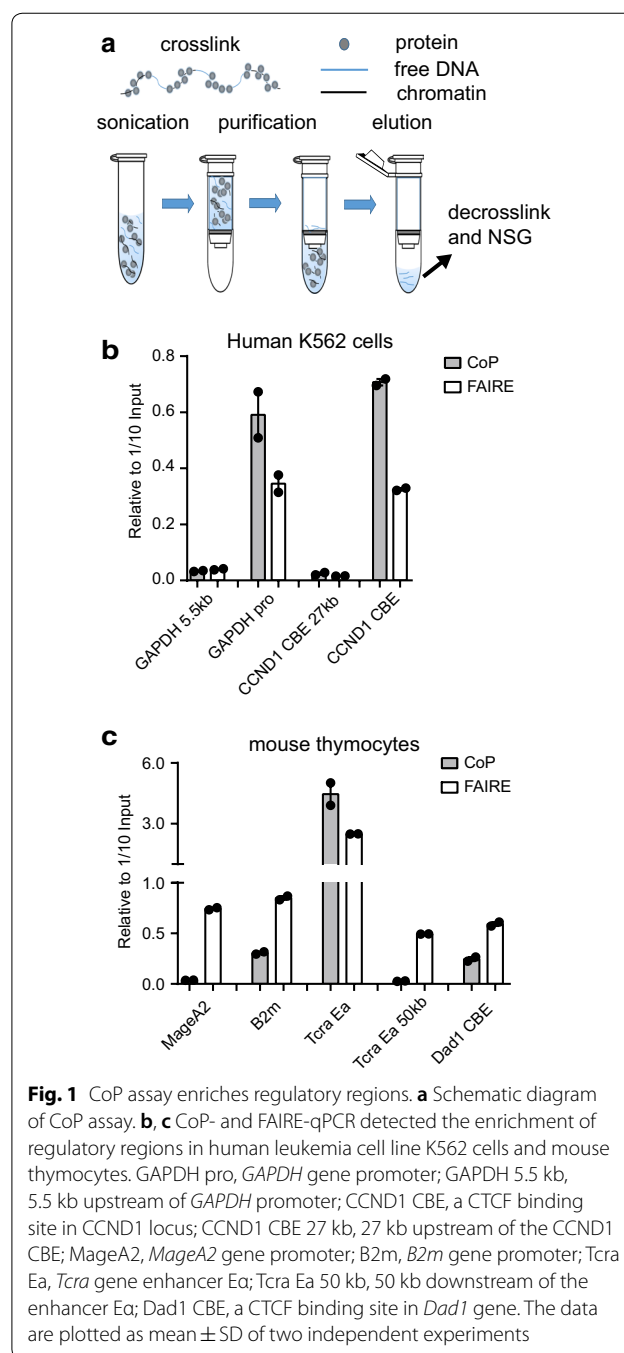 a
crosslink
protein
free DNA
chromatin
sonication purification elution
decrosslink
and NSG
b
Human K562 cells
CoP
FAIRE
Relative to 1/10 Input
0.8
0.6
0.4
0.2
0.0
GAPDH 5.5kb
GAPDH pro
CCND1 CBE 27kb
CCND1 CBE
c
mouse thymocytes
CoP
FAIRE
Relative to 1/10 Input
6.0
3.0
1.0
0.5
0.0
MageA2
B2m
Tcra Ea
Tcra Ea 50kb
Dad1 CBE
Fig. 1 CoP assay enriches regulatory regions. a Schematic diagram
of CoP assay. b, c CoP- and FAIRE-qPCR detected the enrichment of
regulatory regions in human leukemia cell line K562 cells and mouse
thymocytes. GAPDH pro, GAPDH gene promoter; GAPDH 5.5 kb,
5.5 kb upstream of GAPDH promoter; CCND1 CBE, a CTCF binding
site in CCND1 locus; CCND1 CBE 27 kb, 27 kb upstream of the CCND1
CBE; MageA2, MageA2 gene promoter; B2m, B2m gene promoter; Tcra
Ea, Tcra gene enhancer Eα; Tcra Ea 50 kb, 50 kb downstream of the
enhancer Eα; Dad1 CBE, a CTCF binding site in Dad1 gene. The data
are plotted as mean ± SD of two independent experiments